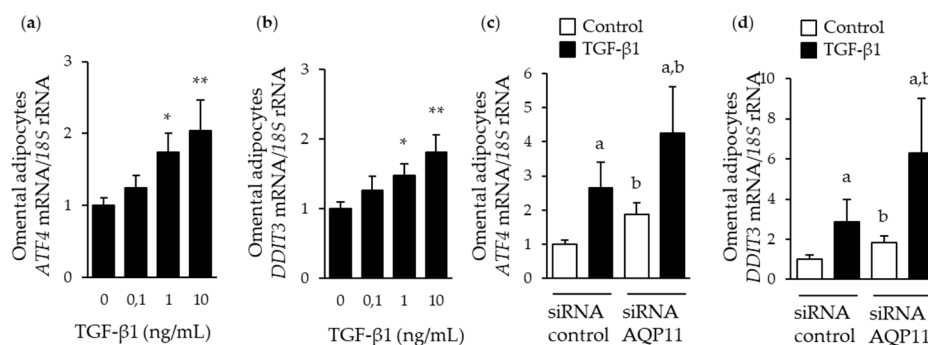 (a)
Omental adipocytes
ATF4 mRNA/18S rRNA
3
2
1
0
*
**
0 0,1 1 10
TGF-β1 (ng/mL)
(b)
Omental adipocytes
DDIT3 mRNA/18S rRNA
3
2
1
0
*
**
0 0,1 1 10
TGF-β1 (ng/mL)
(c)
Control
TGF-β1
Omental adipocytes
ATF4 mRNA/18S rRNA
6
5
4
3
2
1
0
a
b
a,b
siRNA
control
siRNA
AQP11
(d)
Control
TGF-β1
Omental adipocytes
DDIT3 mRNA/18S rRNA
10
8
6
4
2
0
a
b
a,b
siRNA
control
siRNA
AQP11